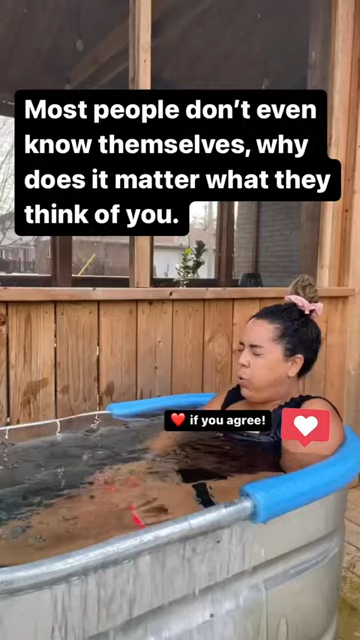 Most people don’t even
know themselves, why
does it matter what they
think of you.
❤️ if you agree!